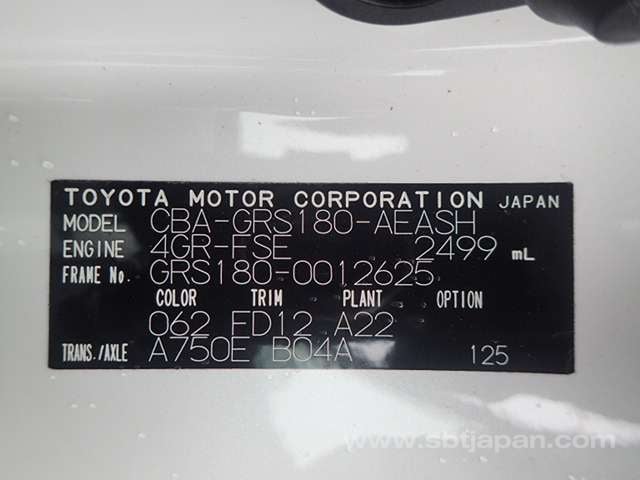 TOYOTA MOTOR CORPORATION JAPAN
MODEL CBA-GRS180-AEASH
ENGINE 4GR-FSE 2499 mL
FRAME No. GRS180-0012625
COLOR TRIM PLANT OPTION
062 FD12 A22
TRANS./AXLE A750E B04A 125
www.sbtjapan.com